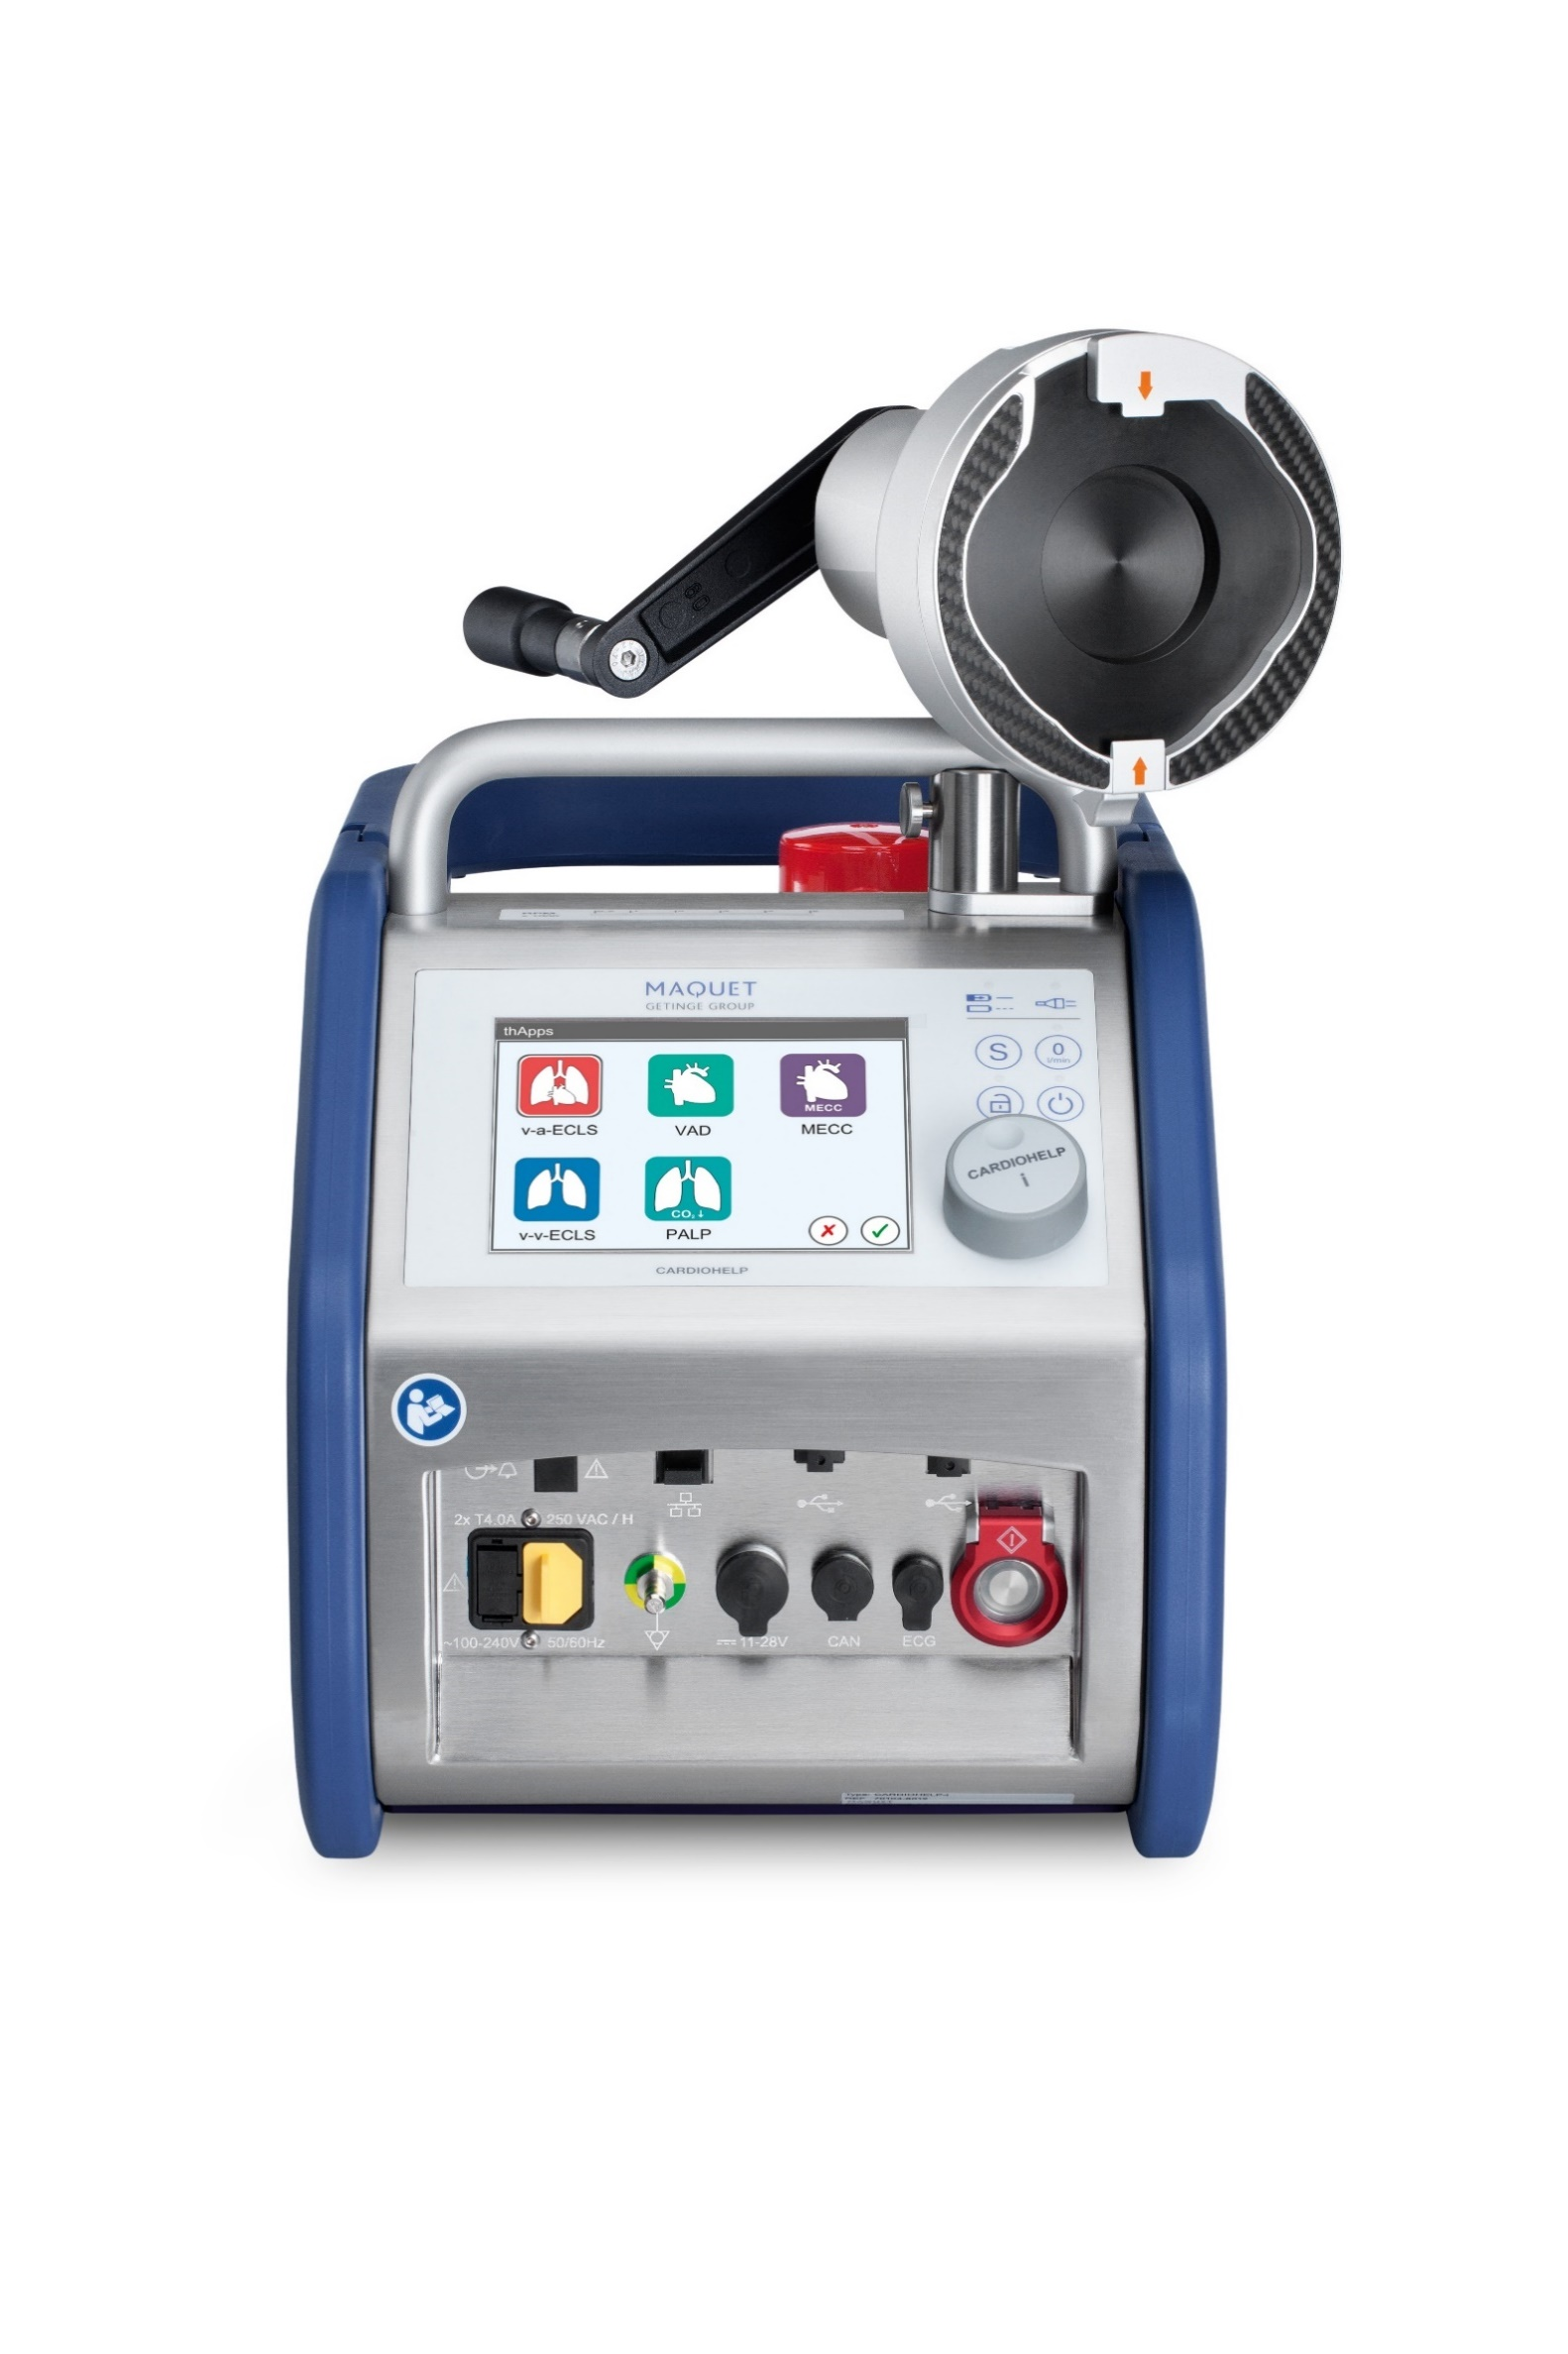 MAQUET
GETINGE GROUP
thApps
S
0
l/min
MECC
v-a-ECLS
VAD
MECC
CARDIOHELP
i
CO₂↓
v-v-ECLS
PALP
CARDIOHELP
2x T4.0A
250 VAC / H
~100-240V
50/60Hz
11-28V
CAN
ECG